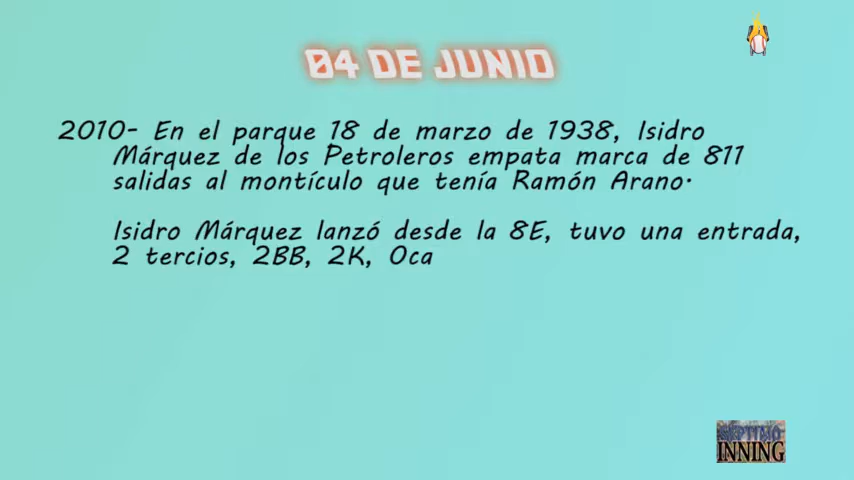 04 DE JUNIO
2010- En el parque 18 de marzo de 1938, Isidro
Márquez de los Petroleros empata marca de 811
salidas al montículo que tenía Ramón Arano.
Isidro Márquez lanzó desde la 8E, tuvo una entrada,
2 tercios, 2BB, 2K, 0ca
SÉPTIMO
INNING